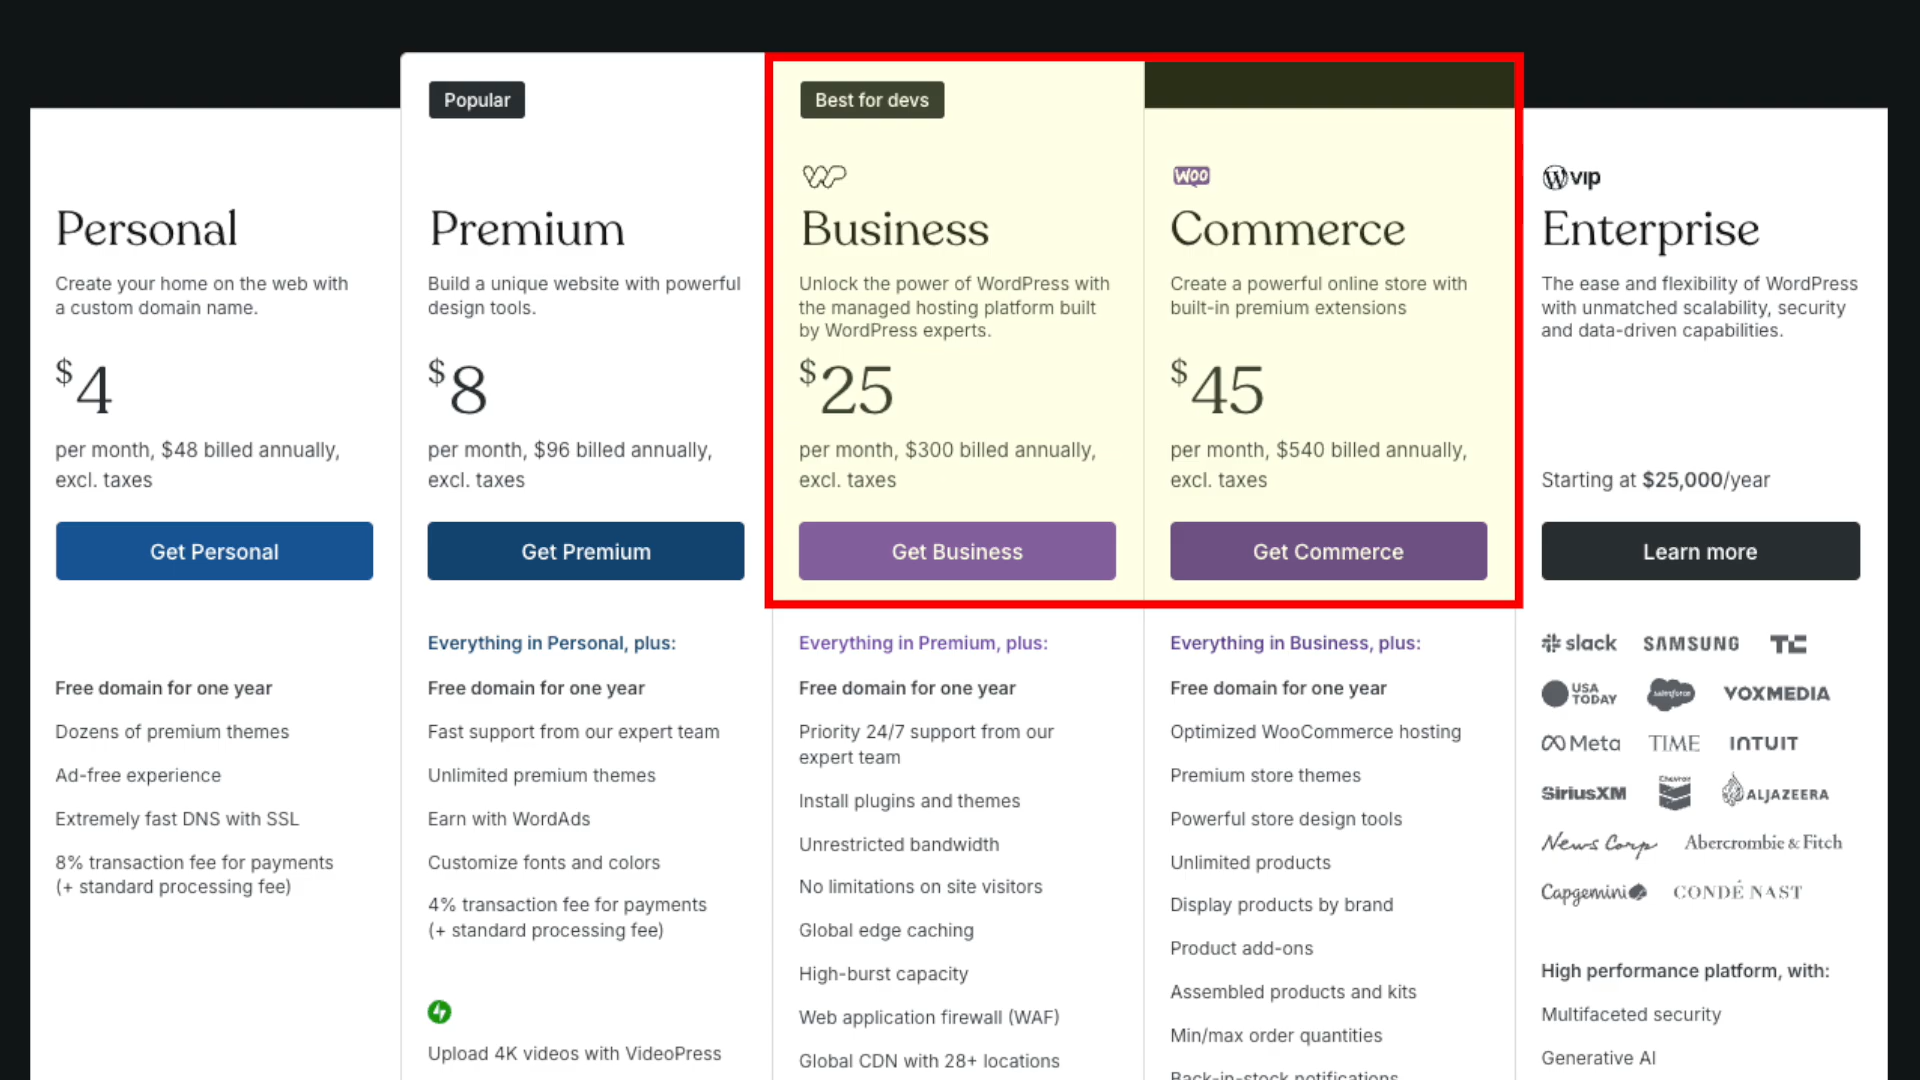 Personal
Create your home on the web with
a custom domain name.
$4
per month, $48 billed annually,
excl. taxes
Get Personal
Free domain for one year
Dozens of premium themes
Ad-free experience
Extremely fast DNS with SSL
8% transaction fee for payments
(+ standard processing fee)
Popular
Premium
Build a unique website with powerful
design tools.
$8
per month, $96 billed annually,
excl. taxes
Get Premium
Everything in Personal, plus:
Free domain for one year
Fast support from our expert team
Unlimited premium themes
Earn with WordAds
Customize fonts and colors
4% transaction fee for payments
(+ standard processing fee)
Upload 4K videos with VideoPress
Best for devs
WP
Business
Unlock the power of WordPress with
the managed hosting platform built
by WordPress experts.
$25
per month, $300 billed annually,
excl. taxes
Get Business
Everything in Premium, plus:
Free domain for one year
Priority 24/7 support from our
expert team
Install plugins and themes
Unrestricted bandwidth
No limitations on site visitors
Global edge caching
High-burst capacity
Web application firewall (WAF)
Global CDN with 28+ locations
WOO
Commerce
Create a powerful online store with
built-in premium extensions
$45
per month, $540 billed annually,
excl. taxes
Get Commerce
Everything in Business, plus:
Free domain for one year
Optimized WooCommerce hosting
Premium store themes
Powerful store design tools
Unlimited products
Display products by brand
Product add-ons
Assembled products and kits
Min/max order quantities
Back-in-stock notifications
W VIP
Enterprise
The ease and flexibility of WordPress
with unmatched scalability, security
and data-driven capabilities.
Starting at $25,000/year
Learn more
slack SAMSUNG TC
USA TODAY salesforce VOXMEDIA
Meta TIME INTUIT
SiriusXM Chevron ALJAZEERA
News Corp Abercrombie & Fitch
Capgemini CONDÉ NAST
High performance platform, with:
Multifaceted security
Generative AI